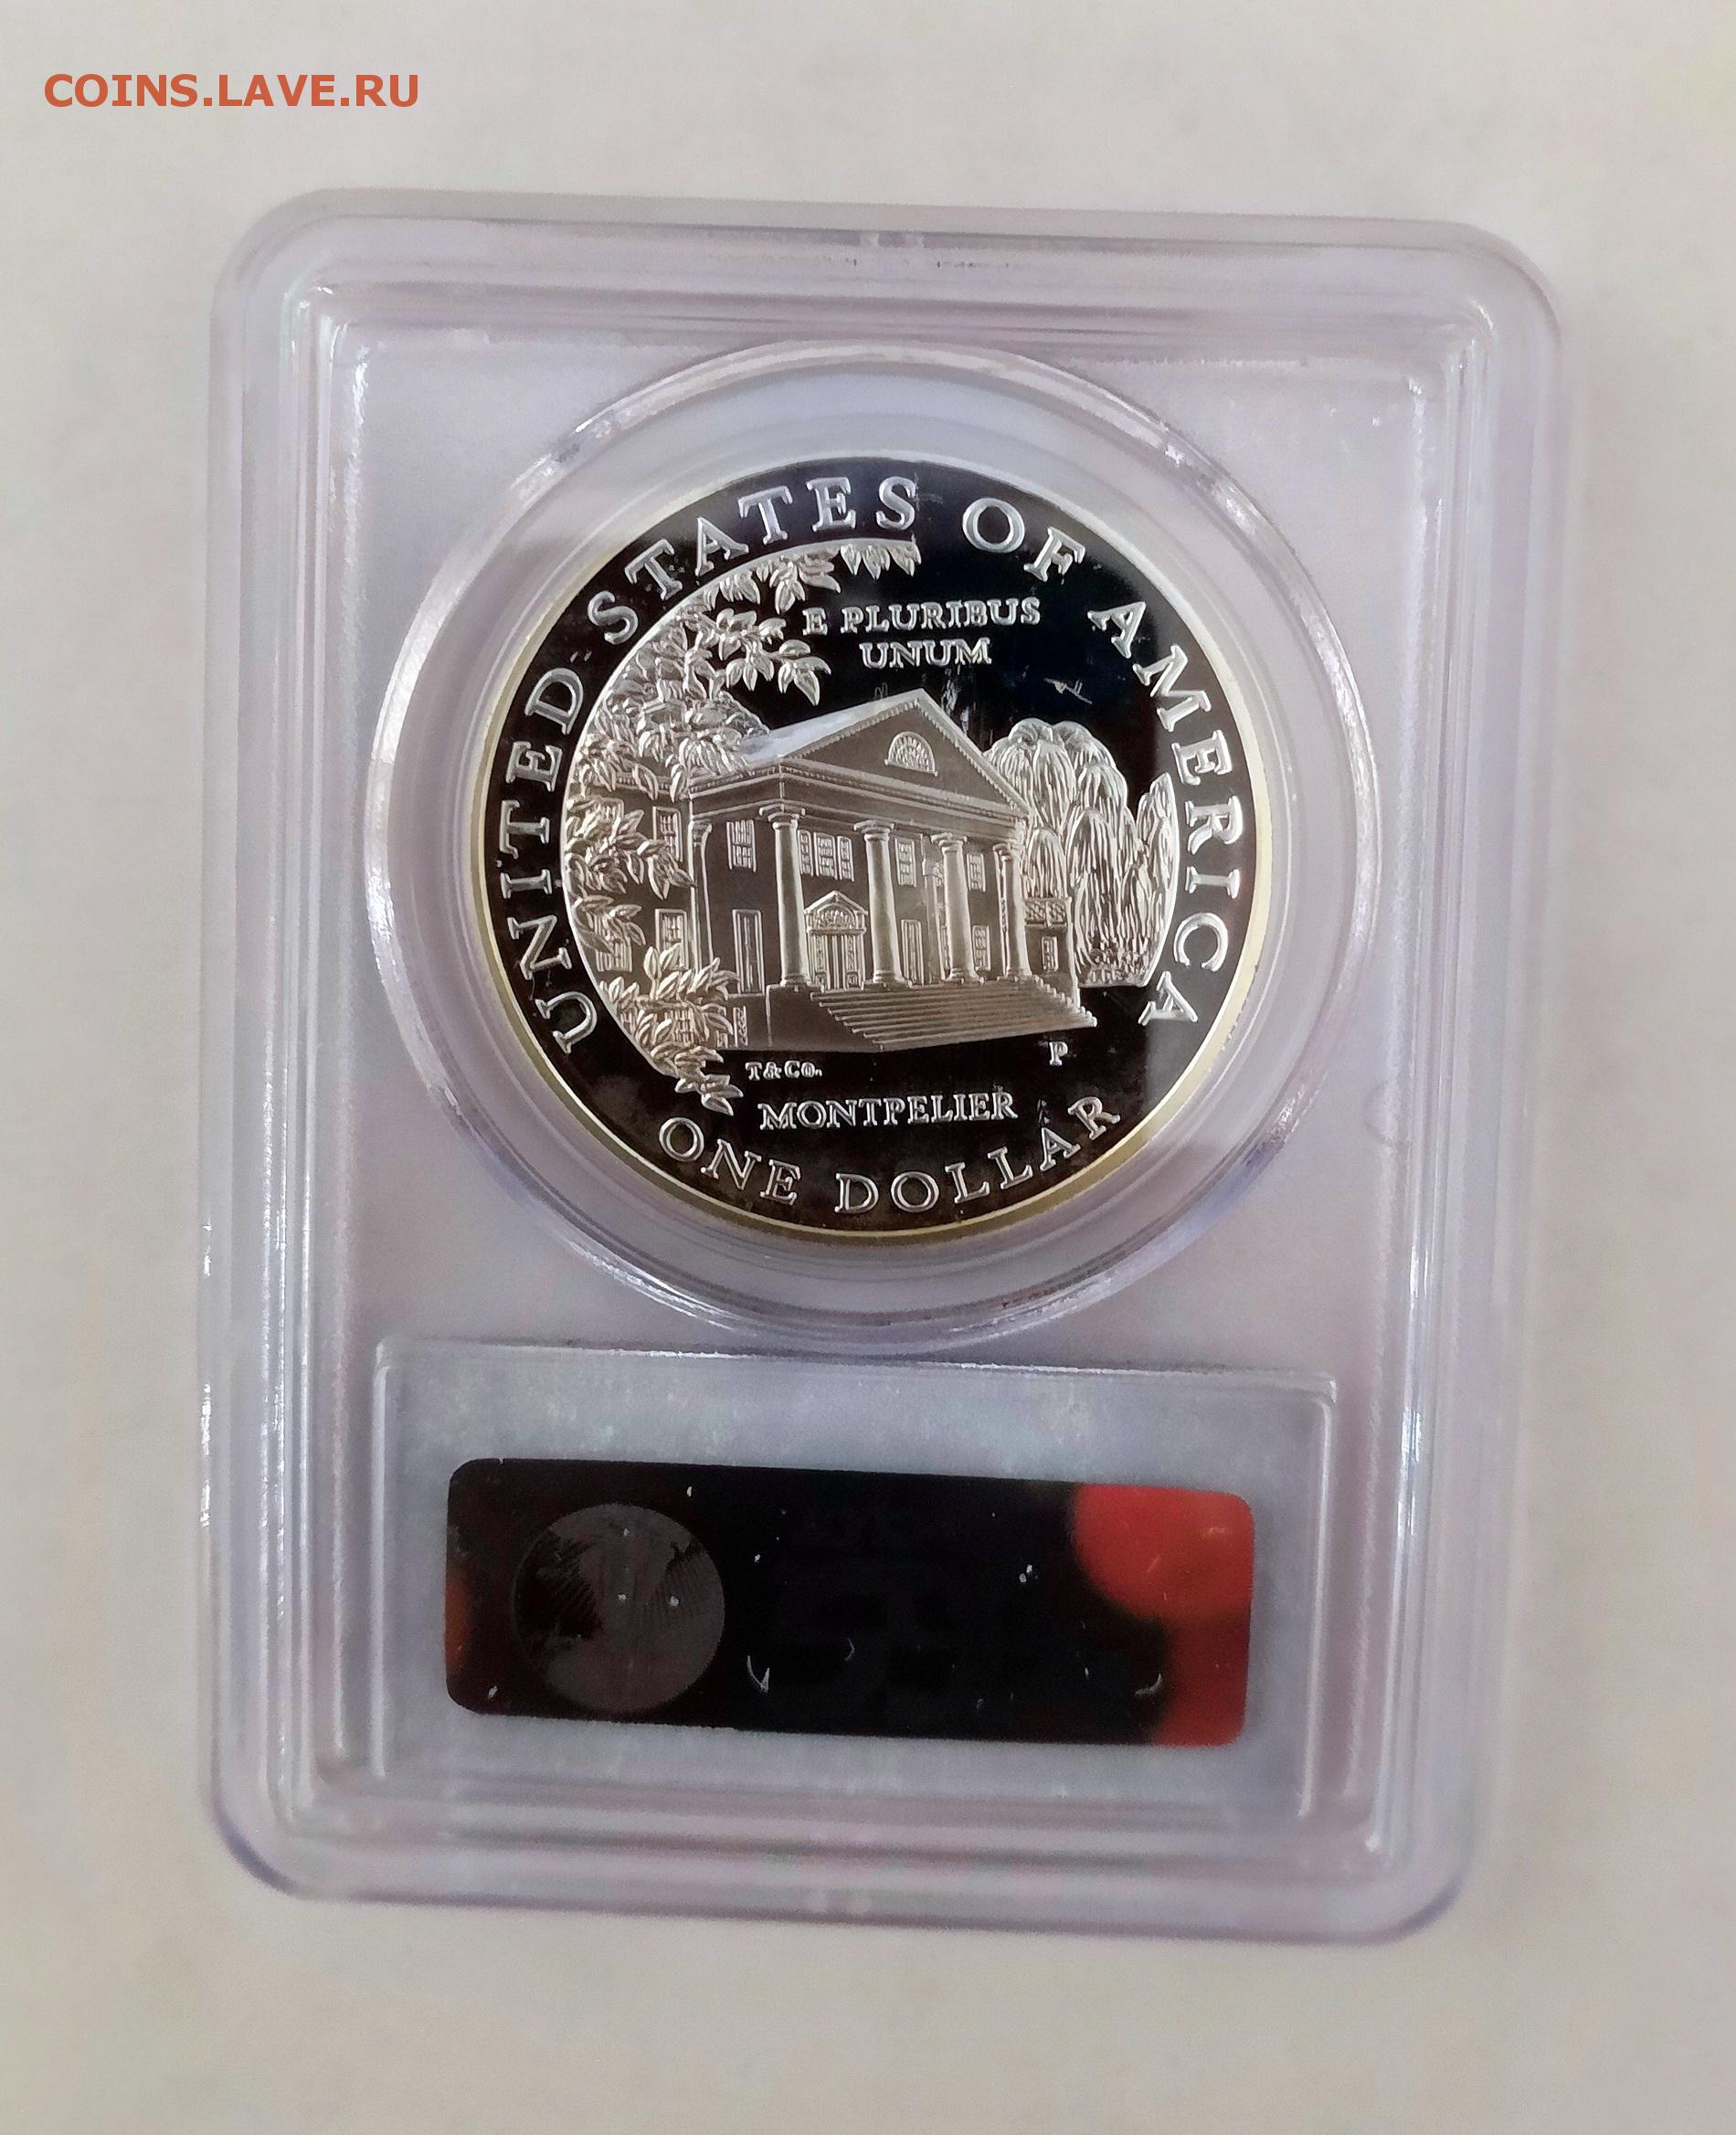 COINS.LAVE.RU
UNITED STATES OF AMERICA
E PLURIBUS
UNUM
T&Co.
P
MONTPELIER
ONE DOLLAR